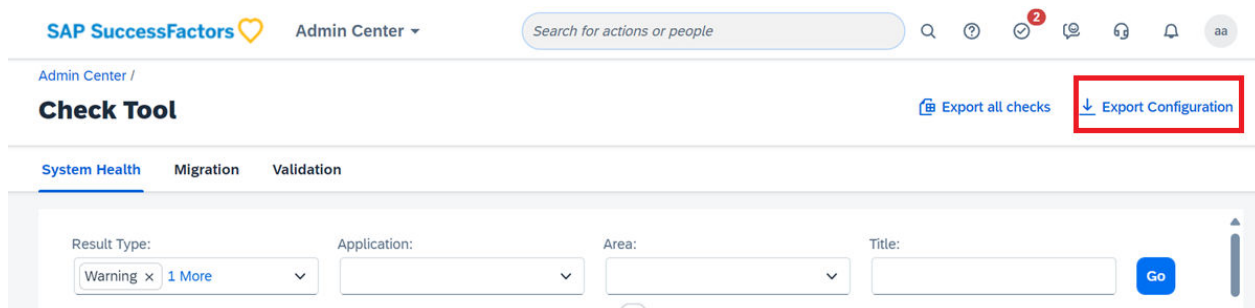 SAP SuccessFactors Admin Center Search for actions or people 2 aa
Admin Center /
Check Tool Export all checks Export Configuration
System Health Migration Validation
Result Type: Application: Area: Title:
Warning × 1 More Go